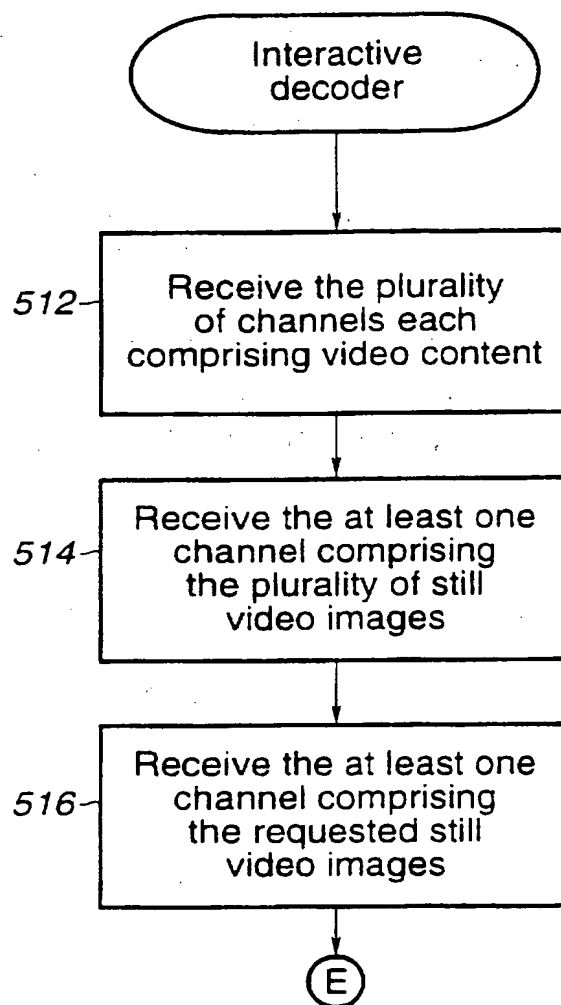 Interactive
decoder
512
Receive the plurality
of channels each
comprising video content
514
Receive the at least one
channel comprising
the plurality of still
video images
516
Receive the at least one
channel comprising
the requested still
video images
E